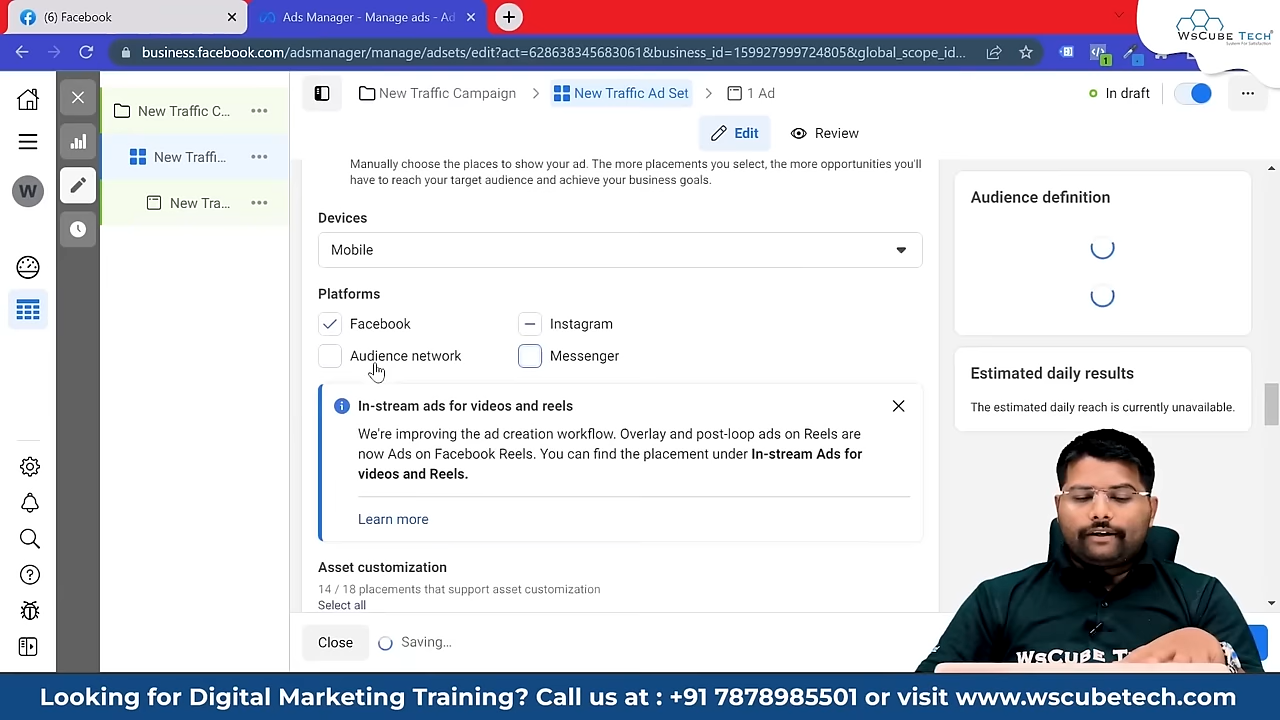 (6) Facebook
Ads Manager - Manage ads - Ad
WsCube Tech
System For Satisfaction
business.facebook.com/adsmanager/manage/adsets/edit?act=628638345683061&business_id=159927999724805&global_scope_id...
New Traffic C...
New Traffi...
New Tra...
W
New Traffic Campaign
New Traffic Ad Set
1 Ad
In draft
Edit
Review
Manually choose the places to show your ad. The more placements you select, the more opportunities you'll
have to reach your target audience and achieve your business goals.
Devices
Mobile
Platforms
Facebook
Instagram
Audience network
Messenger
In-stream ads for videos and reels
We're improving the ad creation workflow. Overlay and post-loop ads on Reels are
now Ads on Facebook Reels. You can find the placement under In-stream Ads for
videos and Reels.
Learn more
Asset customization
14 / 18 placements that support asset customization
Select all
Close
Saving...
Audience definition
Estimated daily results
The estimated daily reach is currently unavailable.
Looking for Digital Marketing Training? Call us at : +91 7878985501 or visit www.wscubetech.com